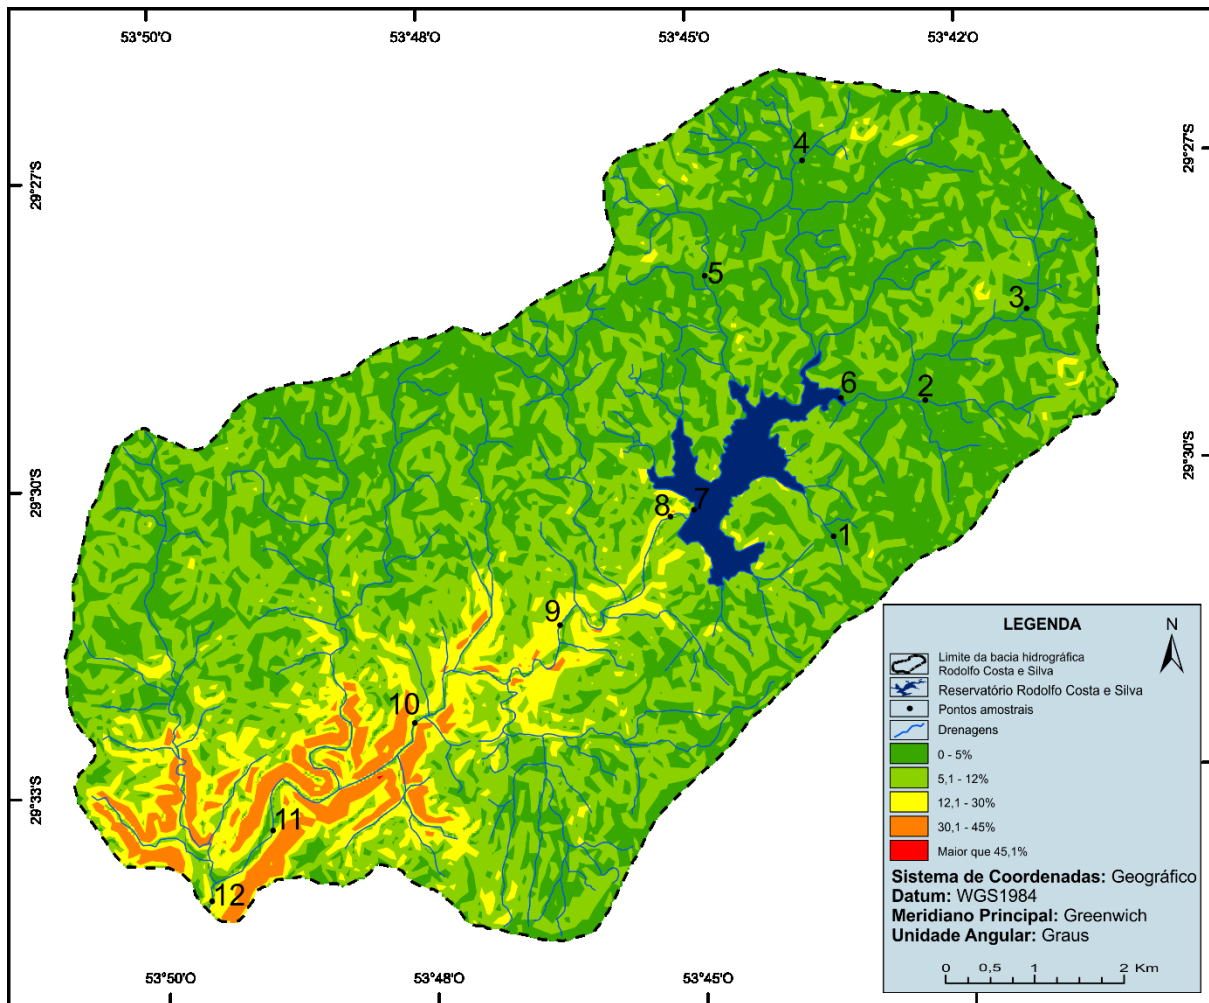 53°50'O 53°48'O 53°45'O 53°42'O
29°27'S
29°27'S
4
5
3
6
2
29°30'S
29°30'S
7
8
1
9
10
29°33'S
11
12
LEGENDA
N
Limite da bacia hidrográfica
Rodolfo Costa e Silva
Reservatório Rodolfo Costa e Silva
Pontos amostrais
Drenagens
0 - 5%
5,1 - 12%
12,1 - 30%
30,1 - 45%
Maior que 45,1%
Sistema de Coordenadas: Geográfico
Datum: WGS1984
Meridiano Principal: Greenwich
Unidade Angular: Graus
0 0,5 1 2 Km
53°50'O 53°48'O 53°45'O